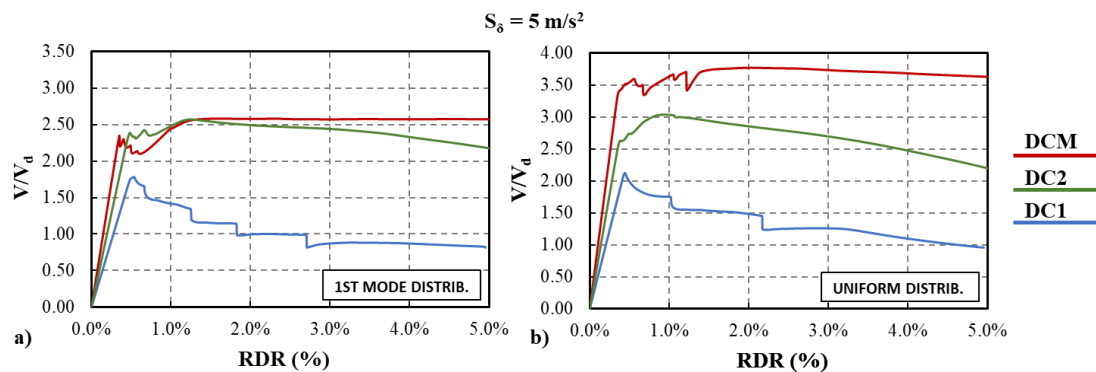 S_δ = 5 m/s²
3.50
3.00
2.50
2.00
1.50
1.00
0.50
0.00
V/V_d
0.0% 1.0% 2.0% 3.0% 4.0% 5.0%
1ST MODE DISTRIB.
a)
RDR (%)
4.00
3.50
3.00
2.50
2.00
1.50
1.00
0.50
0.00
V/V_d
0.0% 1.0% 2.0% 3.0% 4.0% 5.0%
UNIFORM DISTRIB.
b)
RDR (%)
DCM
DC2
DC1